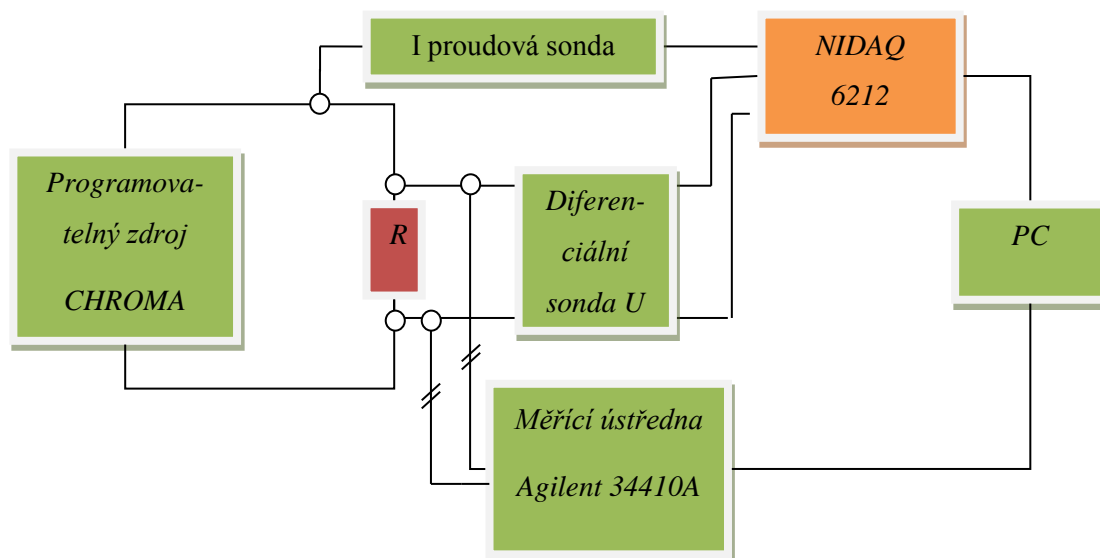 I proudová sonda
NIDAQ
6212
Programova-
telný zdroj
CHROMA
R
Diferen-
ciální
sonda U
PC
Měřící ústředna
Agilent 34410A